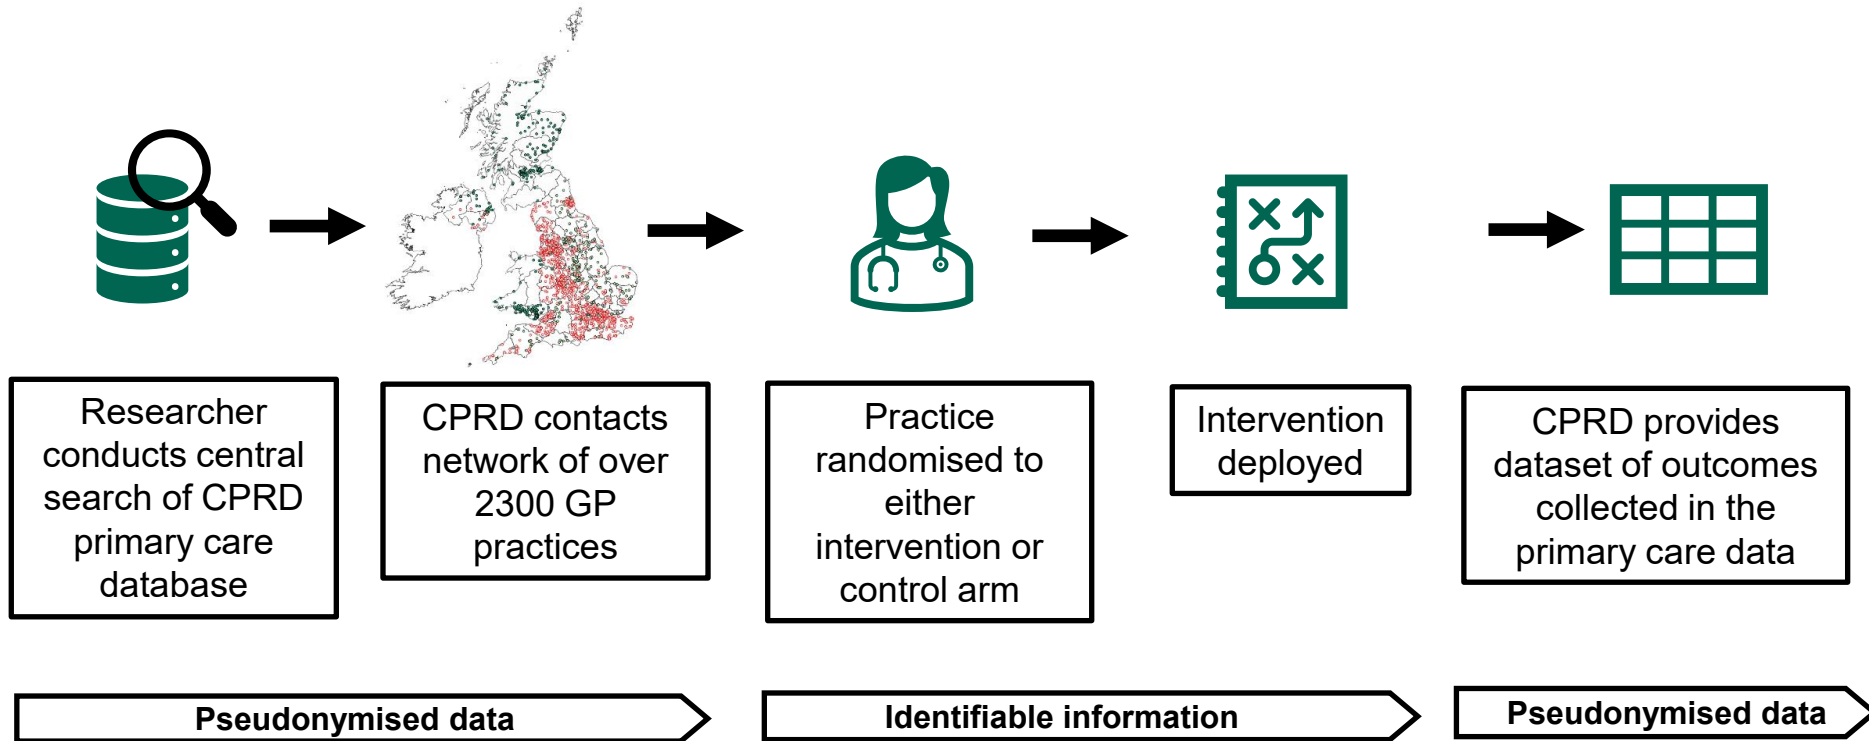 Researcher
conducts central
search of CPRD
primary care
database
CPRD contacts
network of over
2300 GP
practices
Practice
randomised to
either
intervention or
control arm
Intervention
deployed
CPRD provides
dataset of outcomes
collected in the
primary care data
Pseudonymised data
Identifiable information
Pseudonymised data